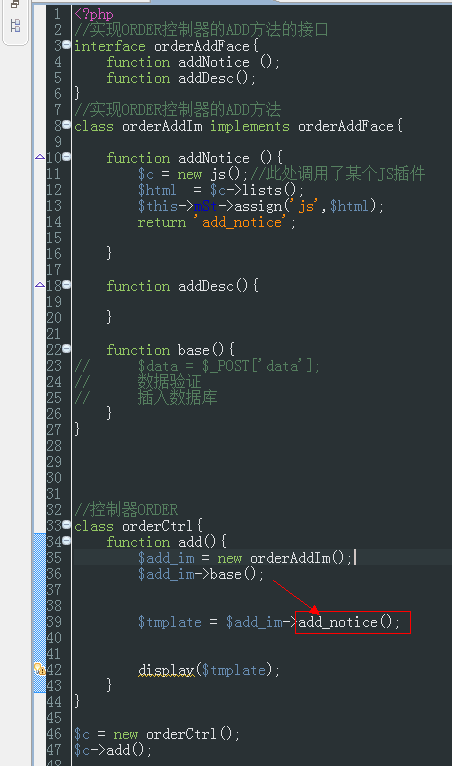 1 <?php
2 //实现ORDER控制器的ADD方法的接口
3 interface orderAddFace{
4 function addNotice ();
5 function addDesc();
6 }
7 //实现ORDER控制器的ADD方法
8 class orderAddIm implements orderAddFace{
9
10 function addNotice (){
11 $c = new js();//此处调用了某个JS插件
12 $html  = $c->lists();
13 $this->mSt->assign('js',$html);
14 return 'add_notice';
15
16 }
17
18 function addDesc(){
19
20 }
21
22 function base(){
23 // $data = $_POST['data'];
24 // 数据验证
25 // 插入数据库
26 }
27 }
28
29
30
31
32 //控制器ORDER
33 class orderCtrl{
34 function add(){
35 $add_im = new orderAddIm();
36 $add_im->base();
37
38
39 $tmplate = $add_im->add_notice();
40
41
42 display($tmplate);
43 }
44 }
45
46 $c = new orderCtrl();
47 $c->add();
48